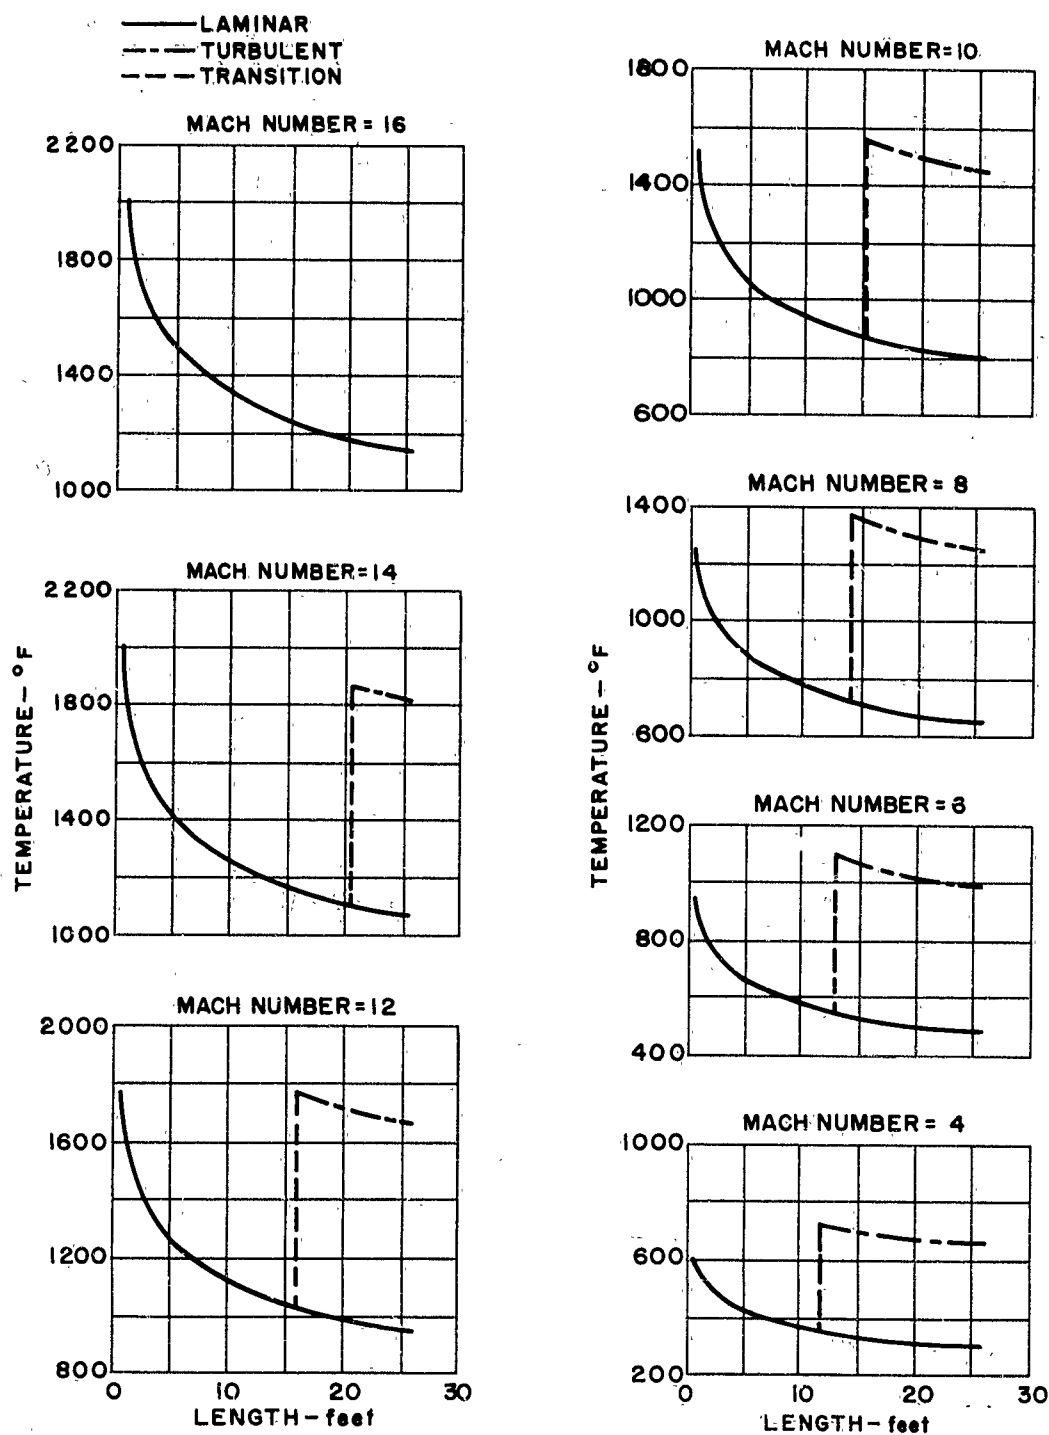 LAMINAR
TURBULENT
TRANSITION
MACH NUMBER = 16
2200
1800
1400
1000
MACH NUMBER = 14
2200
1800
1400
1000
TEMPERATURE - °F
MACH NUMBER = 12
2000
1600
1200
800
0 10 20 30
LENGTH - feet
MACH NUMBER = 10
1800
1400
1000
600
MACH NUMBER = 8
1400
1000
600
TEMPERATURE - °F
MACH NUMBER = 6
1200
800
400
MACH NUMBER = 4
1000
600
200
0 10 20 30
LENGTH - feet